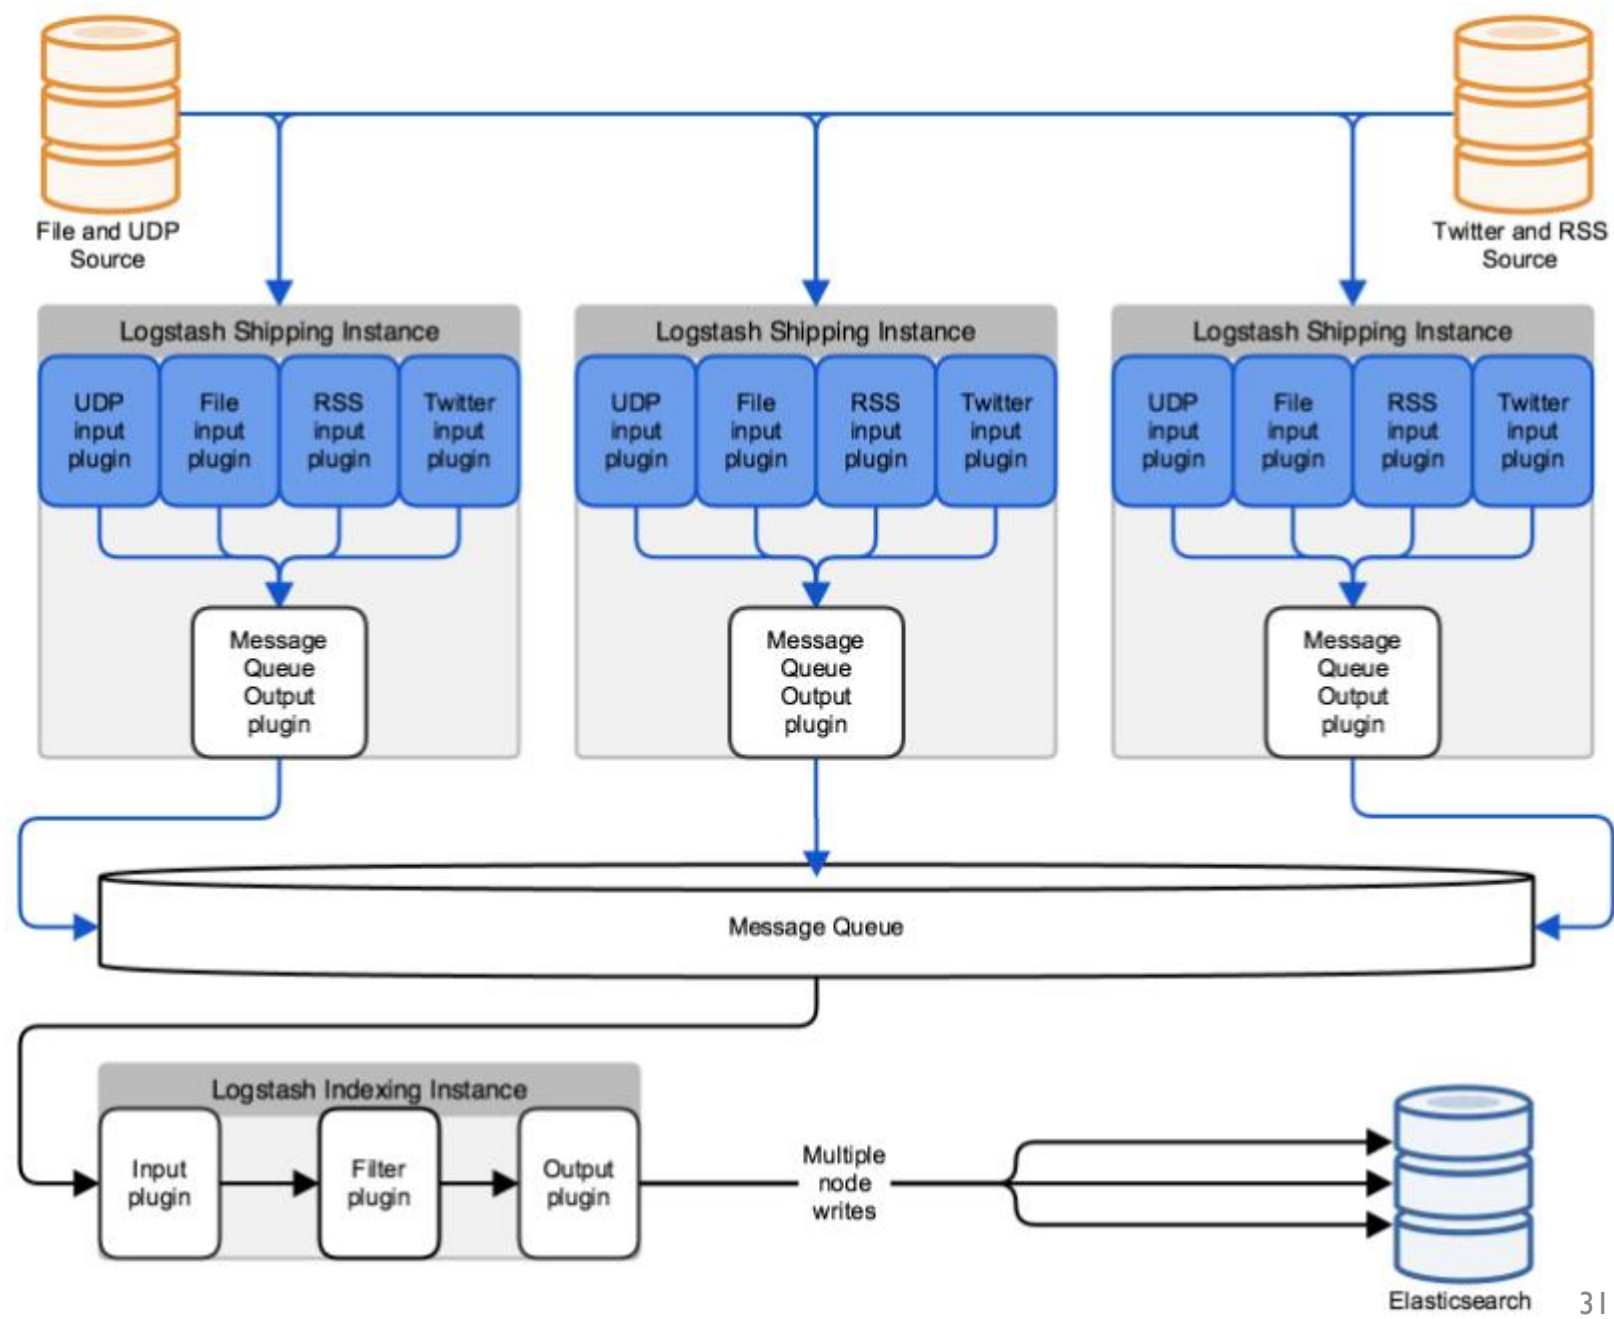 File and UDP
Source
Twitter and RSS
Source
Logstash Shipping Instance
UDP
input
plugin
File
input
plugin
RSS
input
plugin
Twitter
input
plugin
Message
Queue
Output
plugin
Logstash Shipping Instance
UDP
input
plugin
File
input
plugin
RSS
input
plugin
Twitter
input
plugin
Message
Queue
Output
plugin
Logstash Shipping Instance
UDP
input
plugin
File
input
plugin
RSS
input
plugin
Twitter
input
plugin
Message
Queue
Output
plugin
Message Queue
Logstash Indexing Instance
Input
plugin
Filter
plugin
Output
plugin
Multiple
node
writes
Elasticsearch
31